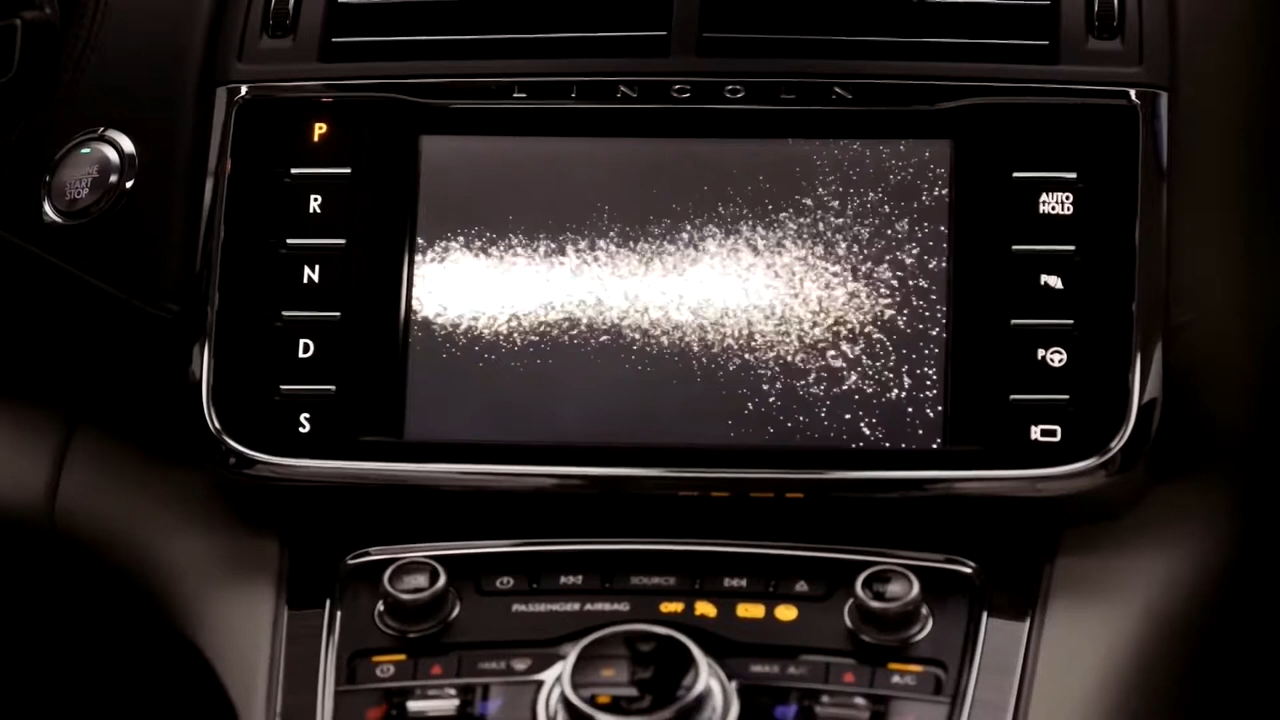 LINCOLN
P
R
N
D
S
ENGINE
START
STOP
AUTO
HOLD
P
SOURCE
PASSENGER AIRBAG OFF
MAX
MAX A/C
A/C